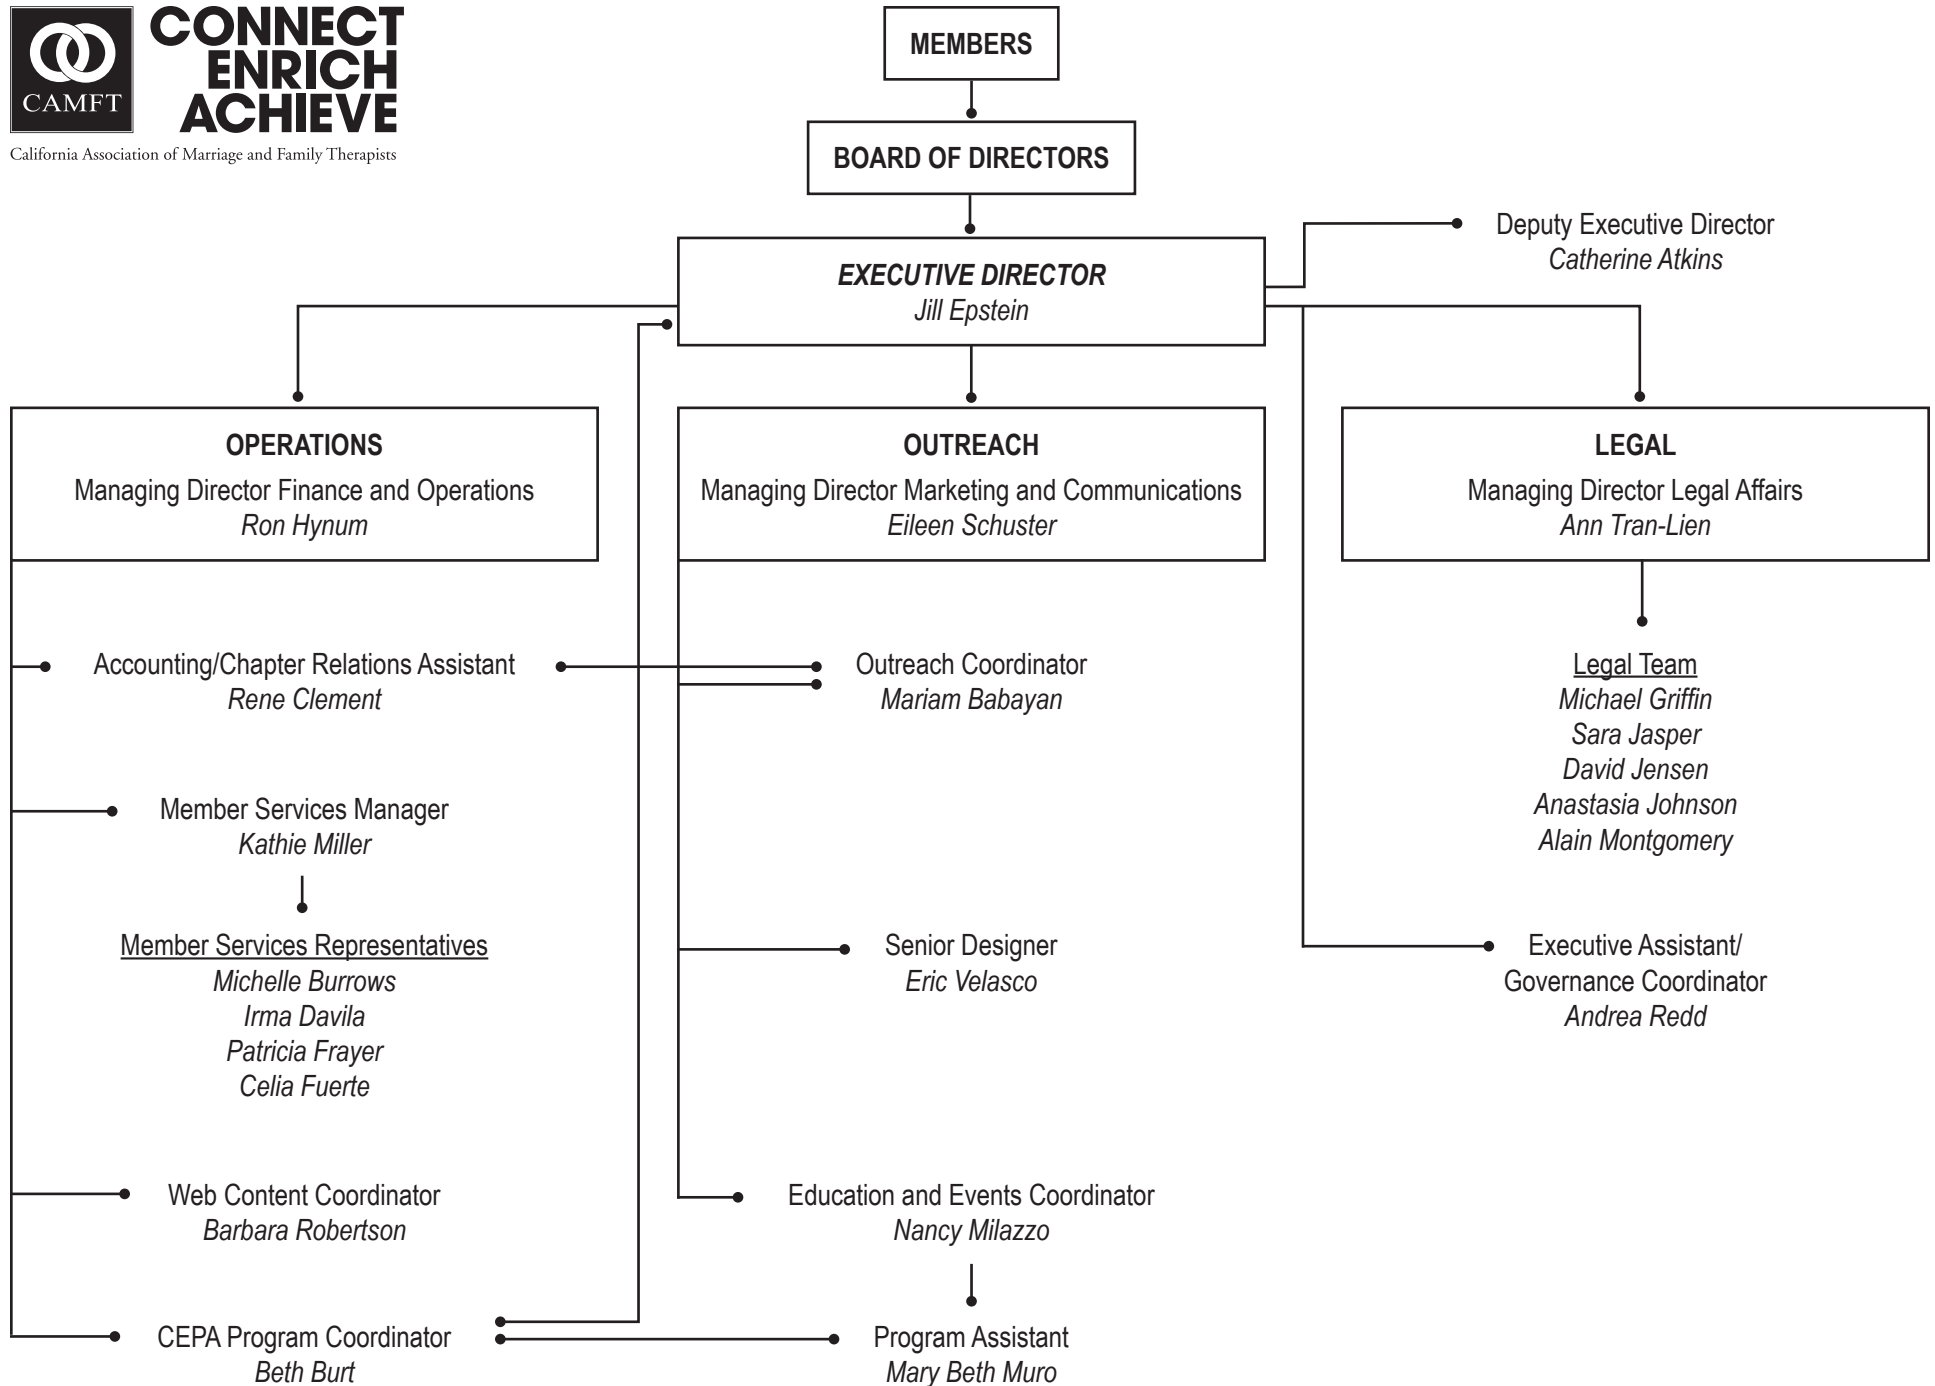 CAMFT
CONNECT
ENRICH
ACHIEVE
California Association of Marriage and Family Therapists
MEMBERS
BOARD OF DIRECTORS
EXECUTIVE DIRECTOR
Jill Epstein
Deputy Executive Director
Catherine Atkins
OPERATIONS
Managing Director Finance and Operations
Ron Hynum
Accounting/Chapter Relations Assistant
Rene Clement
Member Services Manager
Kathie Miller
Member Services Representatives
Michelle Burrows
Irma Davila
Patricia Frayer
Celia Fuerte
Web Content Coordinator
Barbara Robertson
CEPA Program Coordinator
Beth Burt
OUTREACH
Managing Director Marketing and Communications
Eileen Schuster
Outreach Coordinator
Mariam Babayan
Senior Designer
Eric Velasco
Education and Events Coordinator
Nancy Milazzo
Program Assistant
Mary Beth Muro
LEGAL
Managing Director Legal Affairs
Ann Tran-Lien
Legal Team
Michael Griffin
Sara Jasper
David Jensen
Anastasia Johnson
Alain Montgomery
Executive Assistant/
Governance Coordinator
Andrea Redd